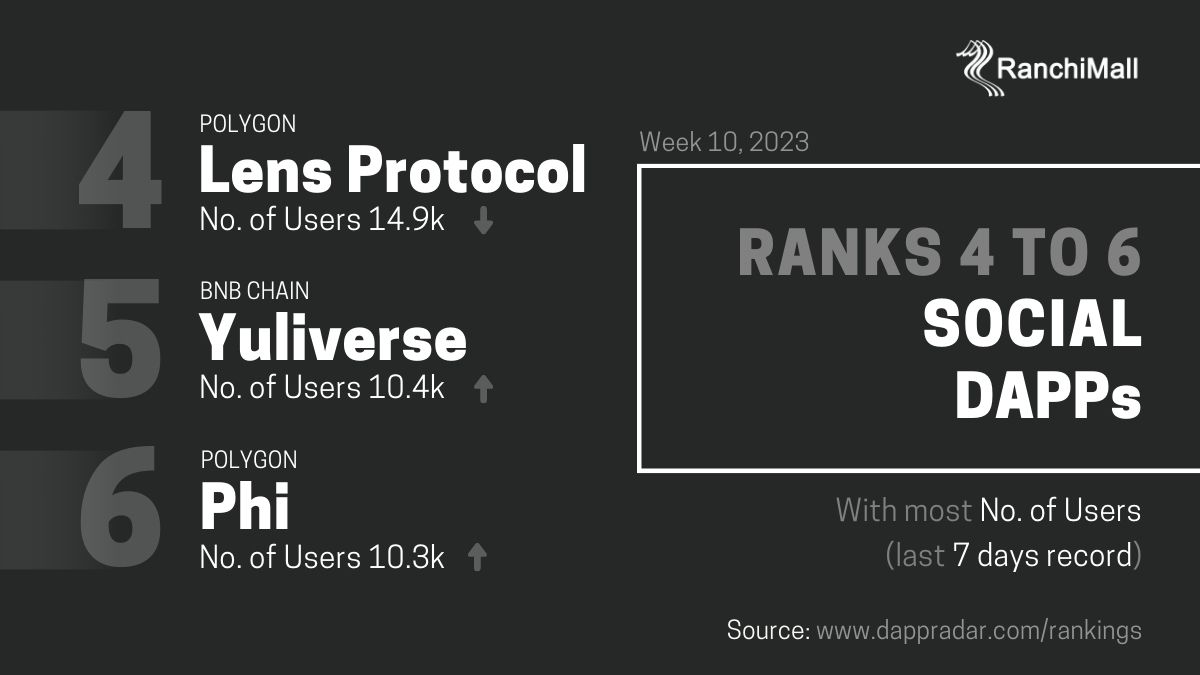 RanchiMall
4
POLYGON
Lens Protocol
No. of Users 14.9k
5
BNB CHAIN
Yuliverse
No. of Users 10.4k
6
POLYGON
Phi
No. of Users 10.3k
Week 10, 2023
RANKS 4 TO 6
SOCIAL
DAPPs
With most No. of Users
(last 7 days record)
Source: www.dappradar.com/rankings